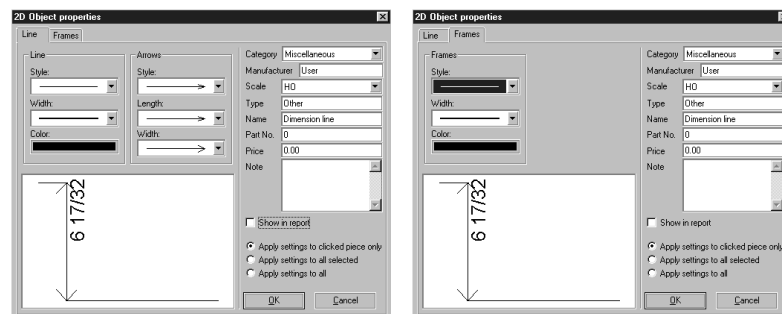 2D Object properties
Line Frames
Line
Style:
Width:
Color:
Arrows
Style:
Length:
Width:
Category Miscellaneous
Manufacturer User
Scale HO
Type Other
Name Dimension line
Part No. 0
Price 0.00
Note
Show in report
Apply settings to clicked piece only
Apply settings to all selected
Apply settings to all
OK Cancel
6 17/32
2D Object properties
Line Frames
Frames
Style:
Width:
Color:
Category Miscellaneous
Manufacturer User
Scale HO
Type Other
Name Dimension line
Part No. 0
Price 0.00
Note
Show in report
Apply settings to clicked piece only
Apply settings to all selected
Apply settings to all
OK Cancel
6 17/32